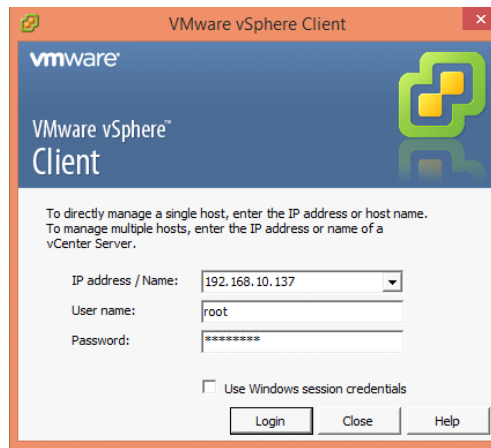 VMware vSphere Client
vmware
VMware vSphere™
Client
To directly manage a single host, enter the IP address or host name.
To manage multiple hosts, enter the IP address or name of a
vCenter Server.
IP address / Name: 192.168.10.137
User name: root
Password: ********
Use Windows session credentials
Login Close Help